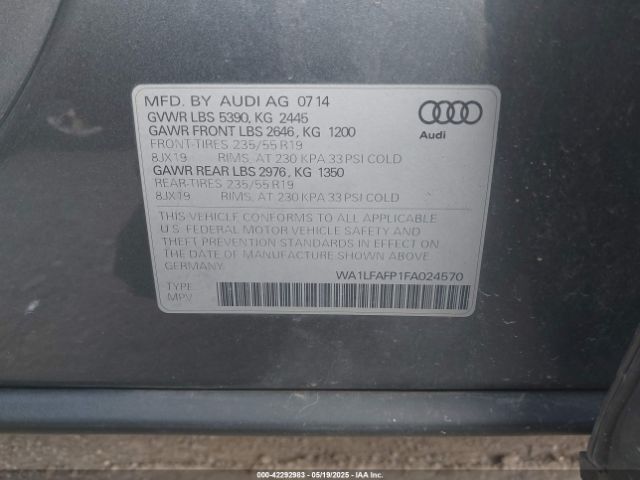 MFD. BY AUDI AG 07 14
GVWR LBS 5390, KG 2445
GAWR FRONT LBS 2646, KG 1200
FRONT-TIRES 235/55 R19
8JX19 RIMS, AT 230 KPA 33 PSI COLD
GAWR REAR LBS 2976, KG 1350
REAR-TIRES 235/55 R19
8JX19 RIMS, AT 230 KPA 33 PSI COLD
Audi
THIS VEHICLE CONFORMS TO ALL APPLICABLE
U.S. FEDERAL MOTOR VEHICLE SAFETY AND
THEFT PREVENTION STANDARDS IN EFFECT ON
THE DATE OF MANUFACTURE SHOWN ABOVE
GERMANY
WA1LFAFP1FA024570
TYPE
MPV
000-42292983 - 05/19/2025 - IAAI.COM